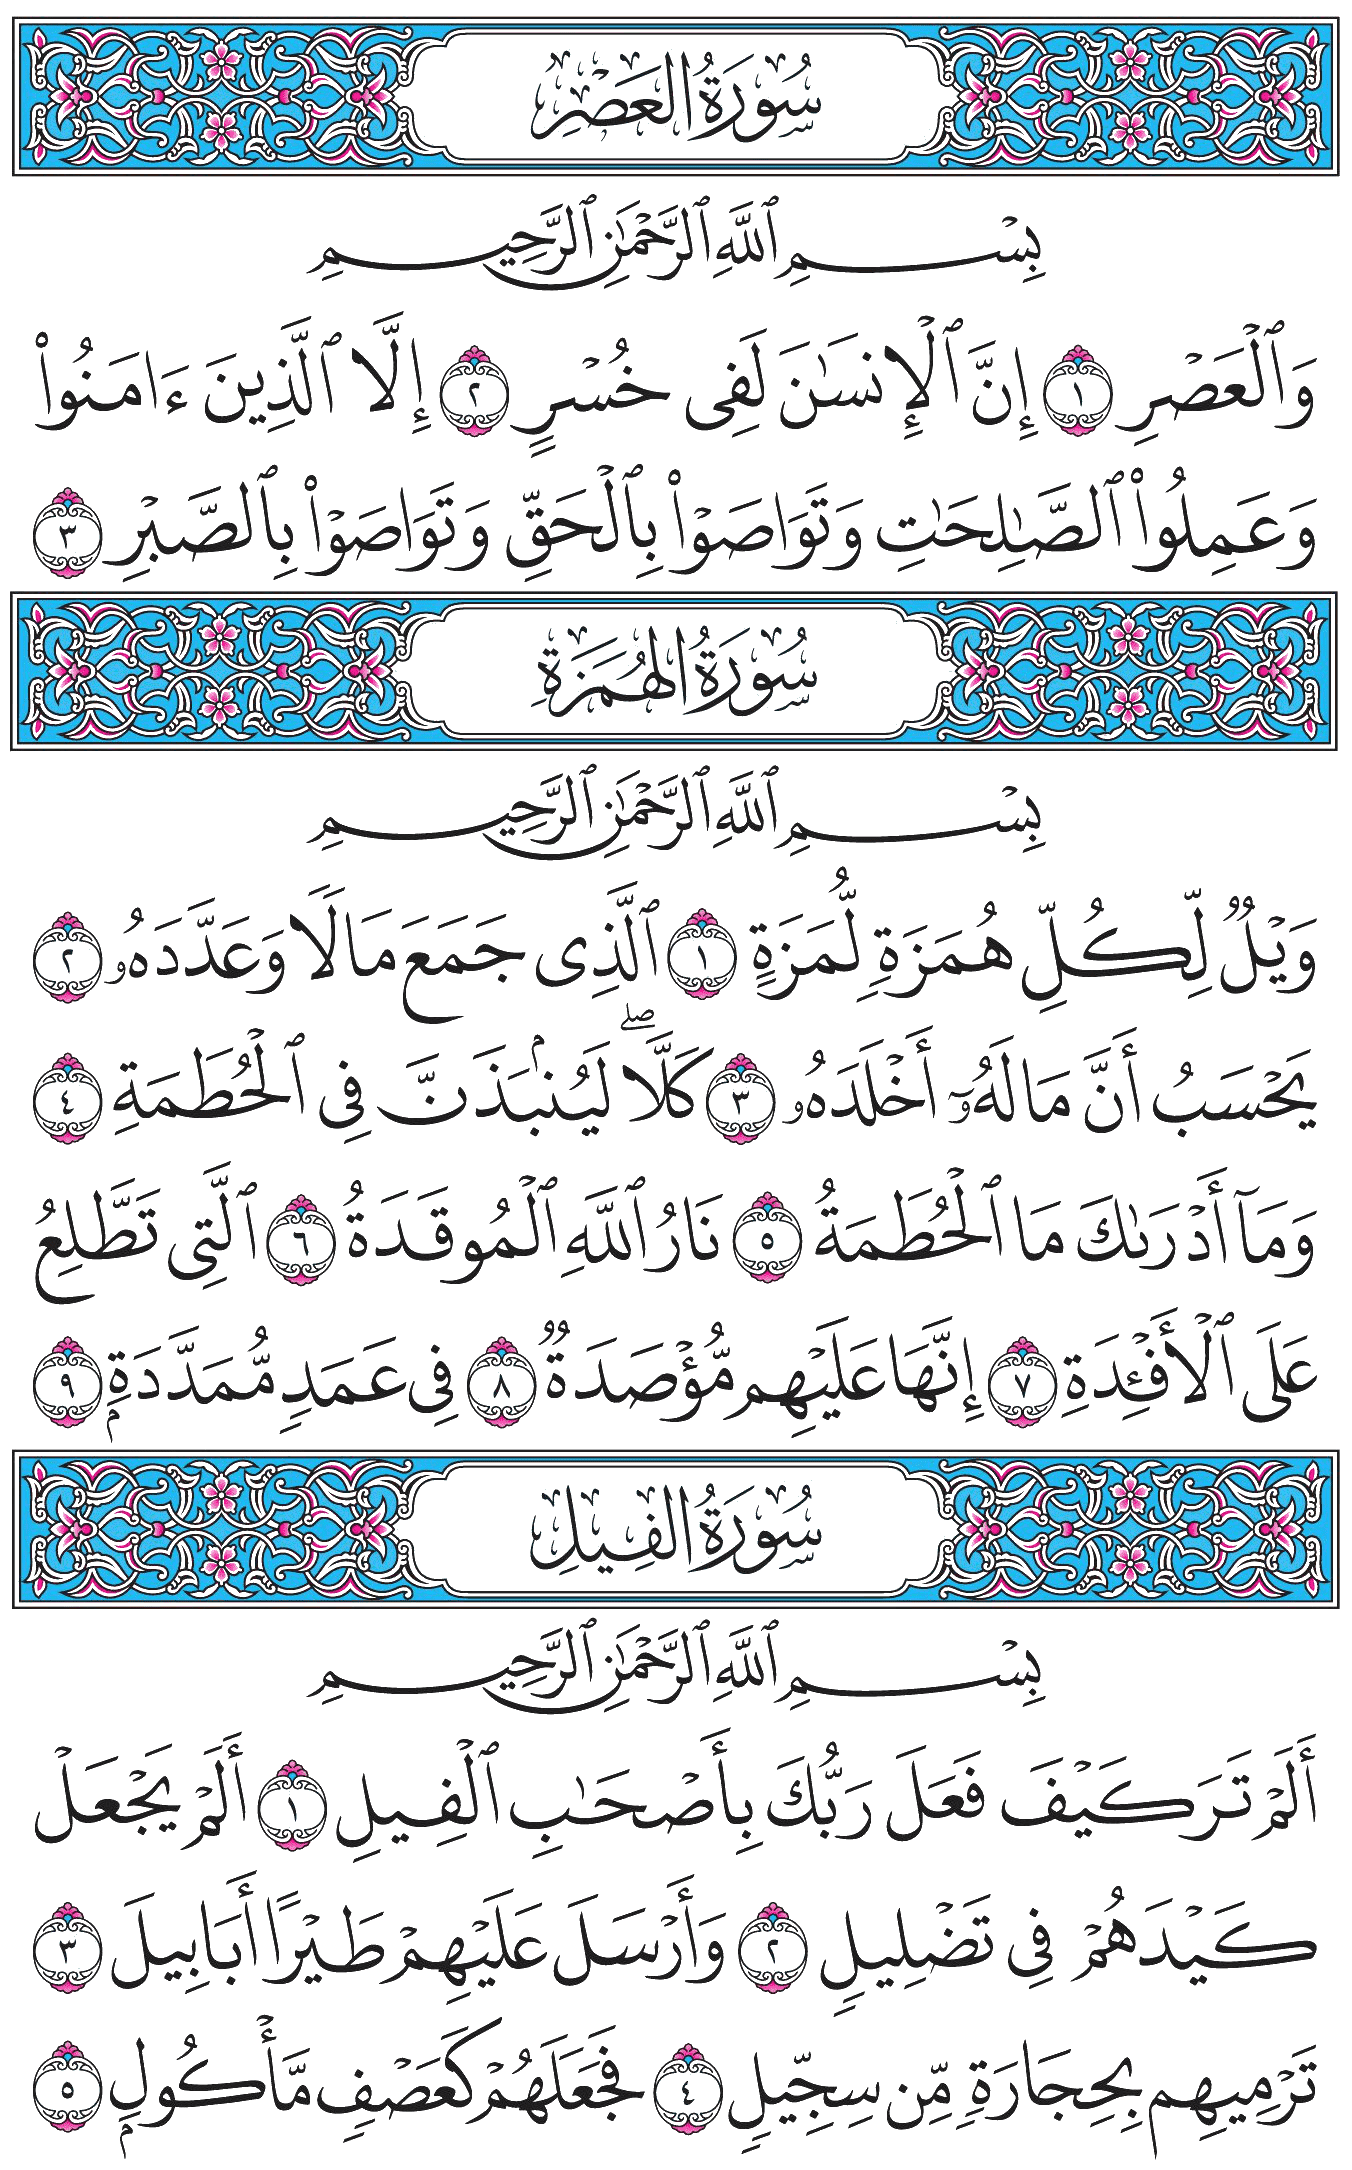 سُورَةُ العَصْرِ
بِسْمِ ٱللَّهِ ٱلرَّحْمَٰنِ ٱلرَّحِيمِ
وَٱلْعَصْرِ ١ إِنَّ ٱلْإِنسَٰنَ لَفِى خُسْرٍ ٢ إِلَّا ٱلَّذِينَ ءَامَنُوا۟
وَعَمِلُوا۟ ٱلصَّٰلِحَٰتِ وَتَوَاصَوْا۟ بِٱلْحَقِّ وَتَوَاصَوْا۟ بِٱلصَّبْرِ ٣
سُورَةُ الهُمَزَةِ
بِسْمِ ٱللَّهِ ٱلرَّحْمَٰنِ ٱلرَّحِيمِ
وَيْلٌ لِّكُلِّ هُمَزَةٍ لُّمَزَةٍ ١ ٱلَّذِى جَمَعَ مَالًا وَعَدَّدَهُۥ ٢
يَحْسَبُ أَنَّ مَالَهُۥٓ أَخْلَدَهُۥ ٣ كَلَّا ۖ لَيُنۢبَذَنَّ فِى ٱلْحُطَمَةِ ٤
وَمَآ أَدْرَىٰكَ مَا ٱلْحُطَمَةُ ٥ نَارُ ٱللَّهِ ٱلْمُوقَدَةُ ٦ ٱلَّتِى تَطَّلِعُ
عَلَى ٱلْأَفْـِٔدَةِ ٧ إِنَّهَا عَلَيْهِم مُّؤْصَدَةٌ ٨ فِى عَمَدٍ مُّمَدَّدَةٍۭ ٩
سُورَةُ الفِيلِ
بِسْمِ ٱللَّهِ ٱلرَّحْمَٰنِ ٱلرَّحِيمِ
أَلَمْ تَرَ كَيْفَ فَعَلَ رَبُّكَ بِأَصْحَٰبِ ٱلْفِيلِ ١ أَلَمْ يَجْعَلْ
كَيْدَهُمْ فِى تَضْلِيلٍ ٢ وَأَرْسَلَ عَلَيْهِمْ طَيْرًا أَبَابِيلَ ٣
تَرْمِيهِم بِحِجَارَةٍ مِّن سِجِّيلٍ ٤ فَجَعَلَهُمْ كَعَصْفٍ مَّأْكُولٍۭ ٥